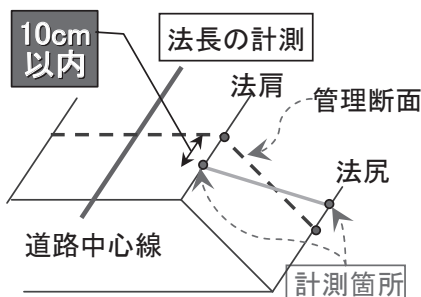 10cm
以内
法長の計測
法肩
管理断面
法尻
道路中心線
計測箇所